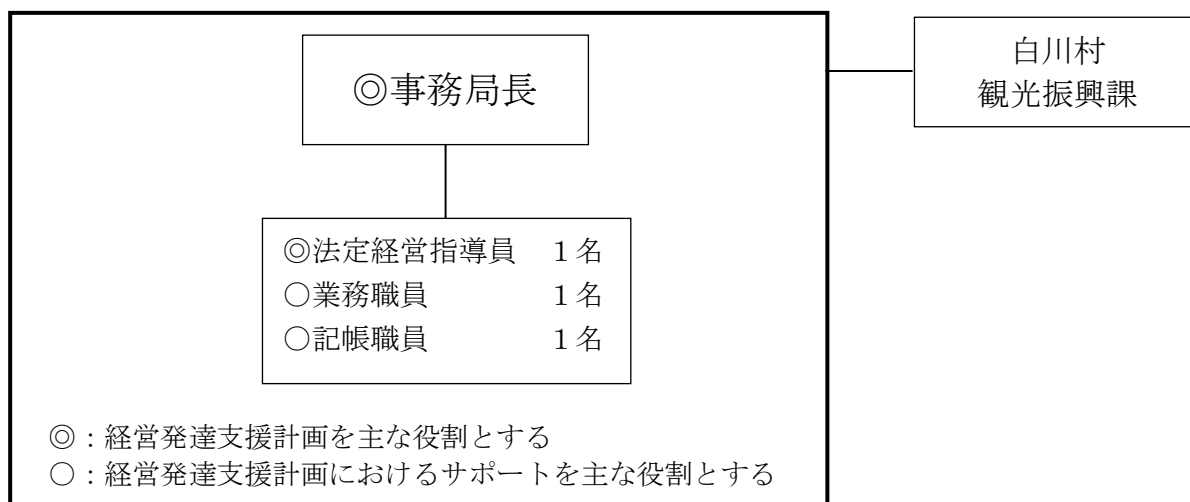 ◎事務局長
白川村
観光振興課
◎法定経営指導員　１名
○業務職員　１名
○記帳職員　１名
◎：経営発達支援計画を主な役割とする
○：経営発達支援計画におけるサポートを主な役割とする